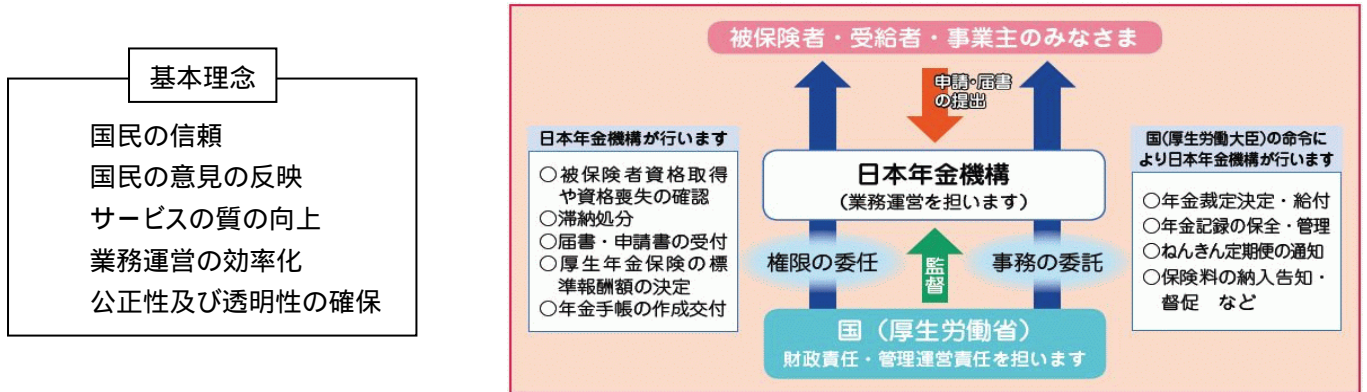 基本理念
国民の信頼
国民の意見の反映
サービスの質の向上
業務運営の効率化
公正性及び透明性の確保
被保険者・受給者・事業主のみなさま
申請・届書
の提出
日本年金機構が行います
○被保険者資格取得
や資格喪失の確認
○滞納処分
○届書・申請書の受付
○厚生年金保険の標
準報酬額の決定
○年金手帳の作成交付
日本年金機構
(業務運営を担います)
権限の委任
監督
事務の委託
国(厚生労働省)
財政責任・管理運営責任を担います
国(厚生労働大臣)の命令に
より日本年金機構が行います
○年金裁定決定・給付
○年金記録の保全・管理
○ねんきん定期便の通知
○保険料の納入告知・
督促 など